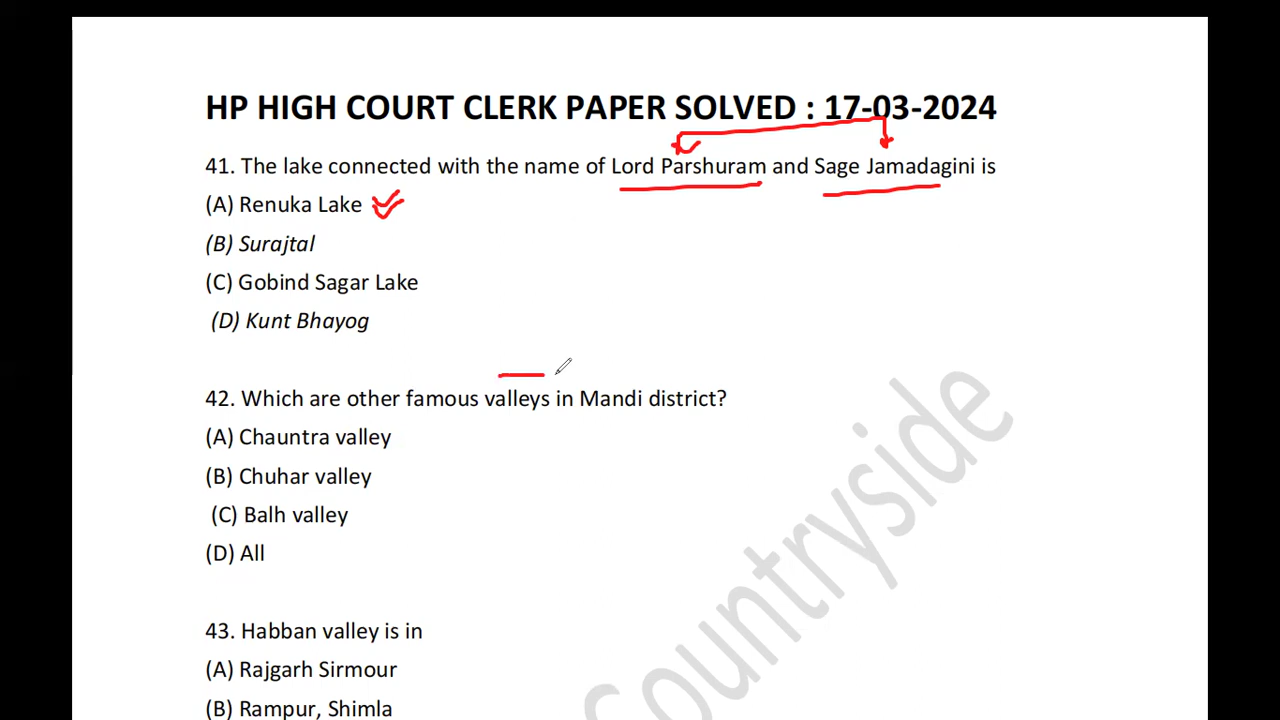 HP HIGH COURT CLERK PAPER SOLVED : 17-03-2024
41. The lake connected with the name of Lord Parshuram and Sage Jamadagini is
(A) Renuka Lake
(B) Surajtal
(C) Gobind Sagar Lake
(D) Kunt Bhayog
42. Which are other famous valleys in Mandi district?
(A) Chauntra valley
(B) Chuhar valley
(C) Balh valley
(D) All
43. Habban valley is in
(A) Rajgarh Sirmour
(B) Rampur, Shimla
Countryside